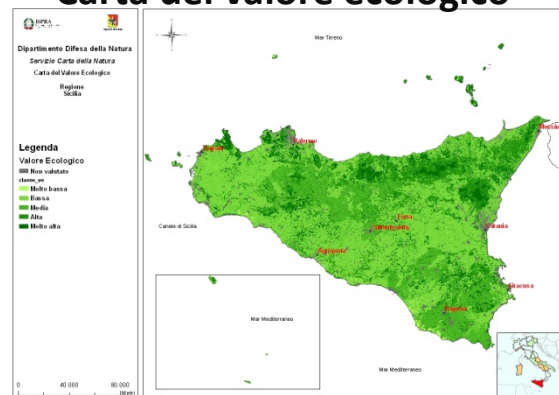 Carta del Valore ecologico
ISPRA
Dipartimento Difesa della Natura
Servizio Carta della Natura
Carta del Valore Ecologico
Regione
Sicilia
Legenda
Valore Ecologico
Non valutato
classe_ve
Molto bassa
Bassa
Media
Alta
Molto alta
0 40.000 80.000
Metri
Mar Tirreno
Messina
Palermo
Trapani
Enna
Caltanissetta
Catania
Canale di Sicilia
Agrigento
Siracusa
Ragusa
Mar Mediterraneo
Mar Mediterraneo